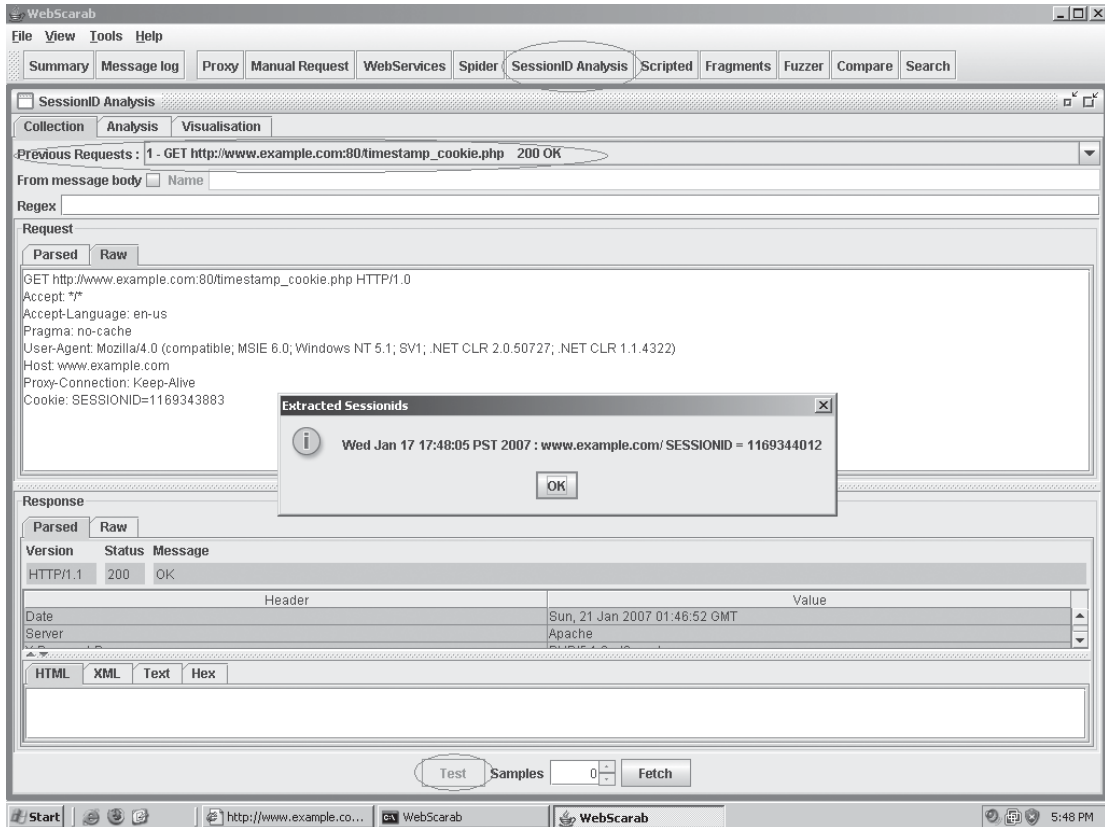 WebScarab
File View Tools Help
Summary Message log Proxy Manual Request WebServices Spider SessionID Analysis Scripted Fragments Fuzzer Compare Search
SessionID Analysis
Collection Analysis Visualisation
Previous Requests : 1 - GET http://www.example.com:80/timestamp_cookie.php 200 OK
From message body Name
Regex
Request
Parsed Raw
GET http://www.example.com:80/timestamp_cookie.php HTTP/1.0
Accept: */*
Accept-Language: en-us
Pragma: no-cache
User-Agent: Mozilla/4.0 (compatible; MSIE 6.0; Windows NT 5.1; SV1; .NET CLR 2.0.50727; .NET CLR 1.1.4322)
Host: www.example.com
Proxy-Connection: Keep-Alive
Cookie: SESSIONID=1169343883
Extracted Sessionids
Wed Jan 17 17:48:05 PST 2007 : www.example.com/ SESSIONID = 1169344012
OK
Response
Parsed Raw
Version Status Message
HTTP/1.1 200 OK
Header Value
Date Sun, 21 Jan 2007 01:46:52 GMT
Server Apache
HTML XML Text Hex
Test Samples 0 Fetch
Start http://www.example.co... WebScarab WebScarab 5:48 PM